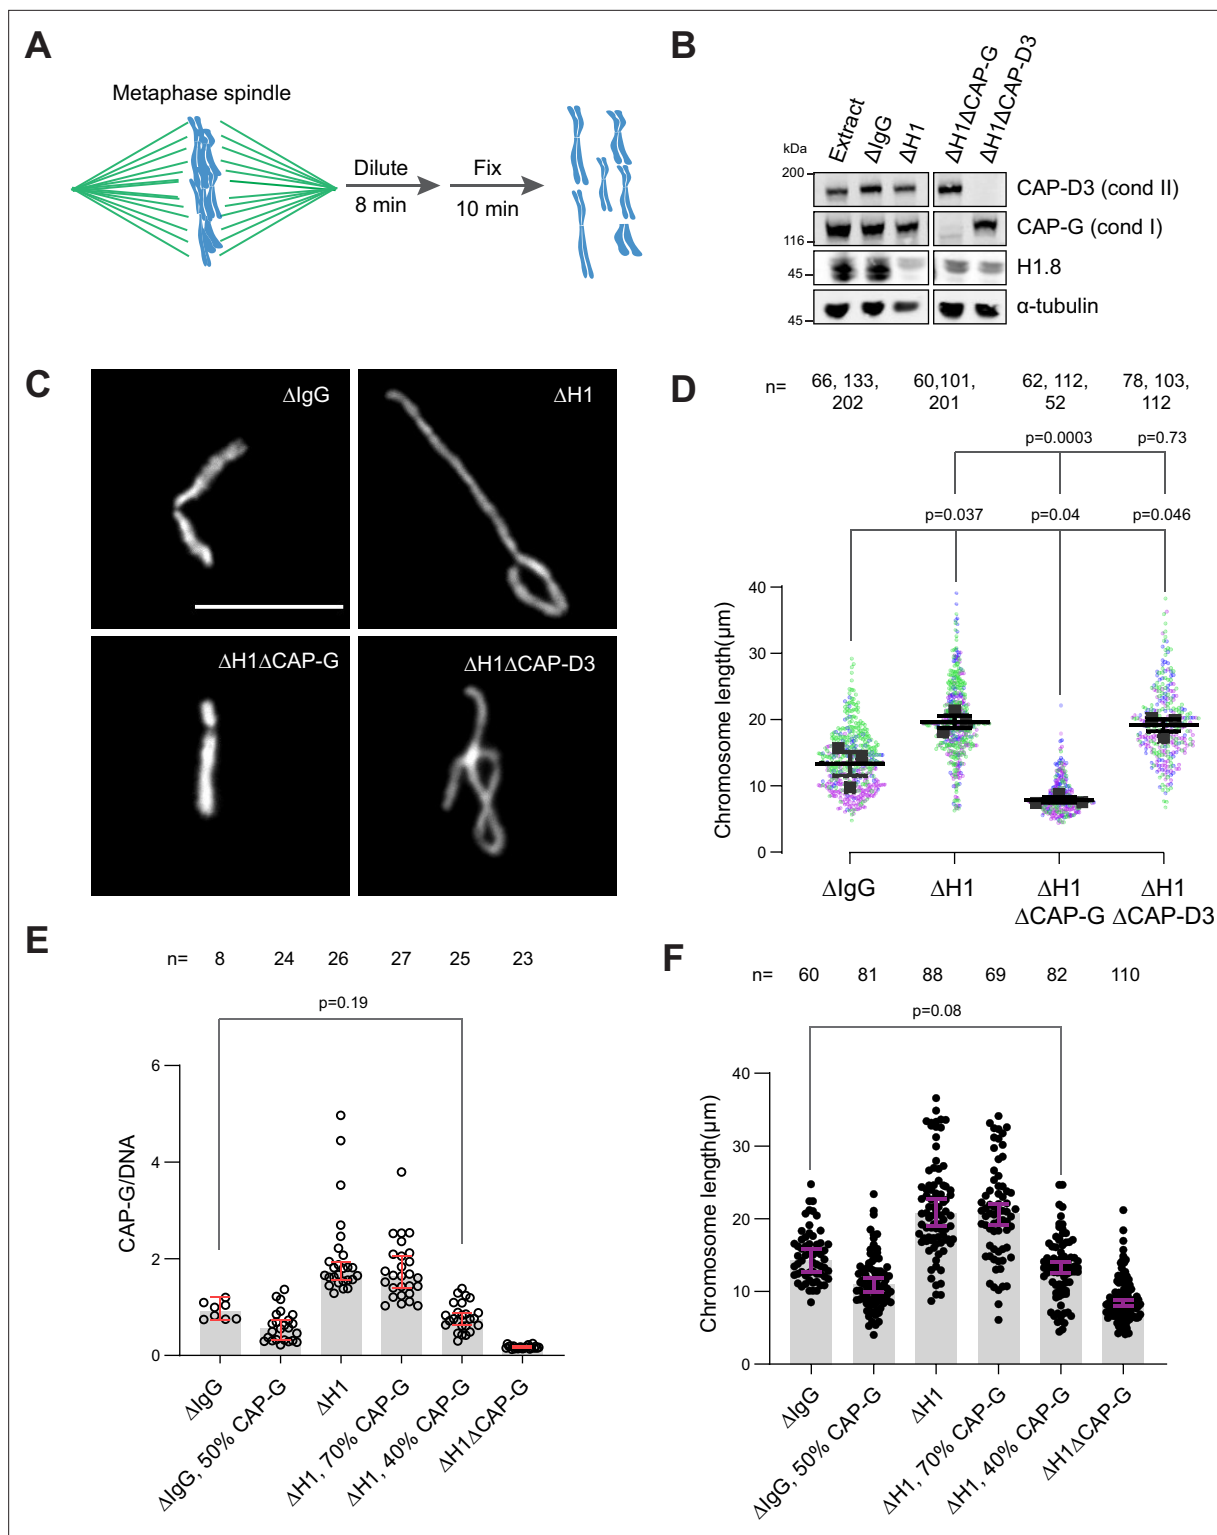 A
Metaphase spindle
Dilute
8 min
Fix
10 min
B
Extract
ΔIgG
ΔH1
ΔH1ΔCAP-G
ΔH1ΔCAP-D3
kDa
200
116
45
45
CAP-D3 (cond II)
CAP-G (cond I)
H1.8
α-tubulin
C
ΔIgG
ΔH1
ΔH1ΔCAP-G
ΔH1ΔCAP-D3
D
n= 66, 133, 202 60,101, 201 62, 112, 52 78, 103, 112
p=0.0003 p=0.73
p=0.037 p=0.04 p=0.046
Chromosome length(μm)
40
30
20
10
0
ΔIgG
ΔH1
ΔH1 ΔCAP-G
ΔH1 ΔCAP-D3
E
n= 8 24 26 27 25 23
p=0.19
CAP-G/DNA
6
4
2
0
ΔIgG
ΔIgG, 50% CAP-G
ΔH1
ΔH1, 70% CAP-G
ΔH1, 40% CAP-G
ΔH1ΔCAP-G
F
n= 60 81 88 69 82 110
p=0.08
Chromosome length(μm)
40
30
20
10
0
ΔIgG
ΔIgG, 50% CAP-G
ΔH1
ΔH1, 70% CAP-G
ΔH1, 40% CAP-G
ΔH1ΔCAP-G